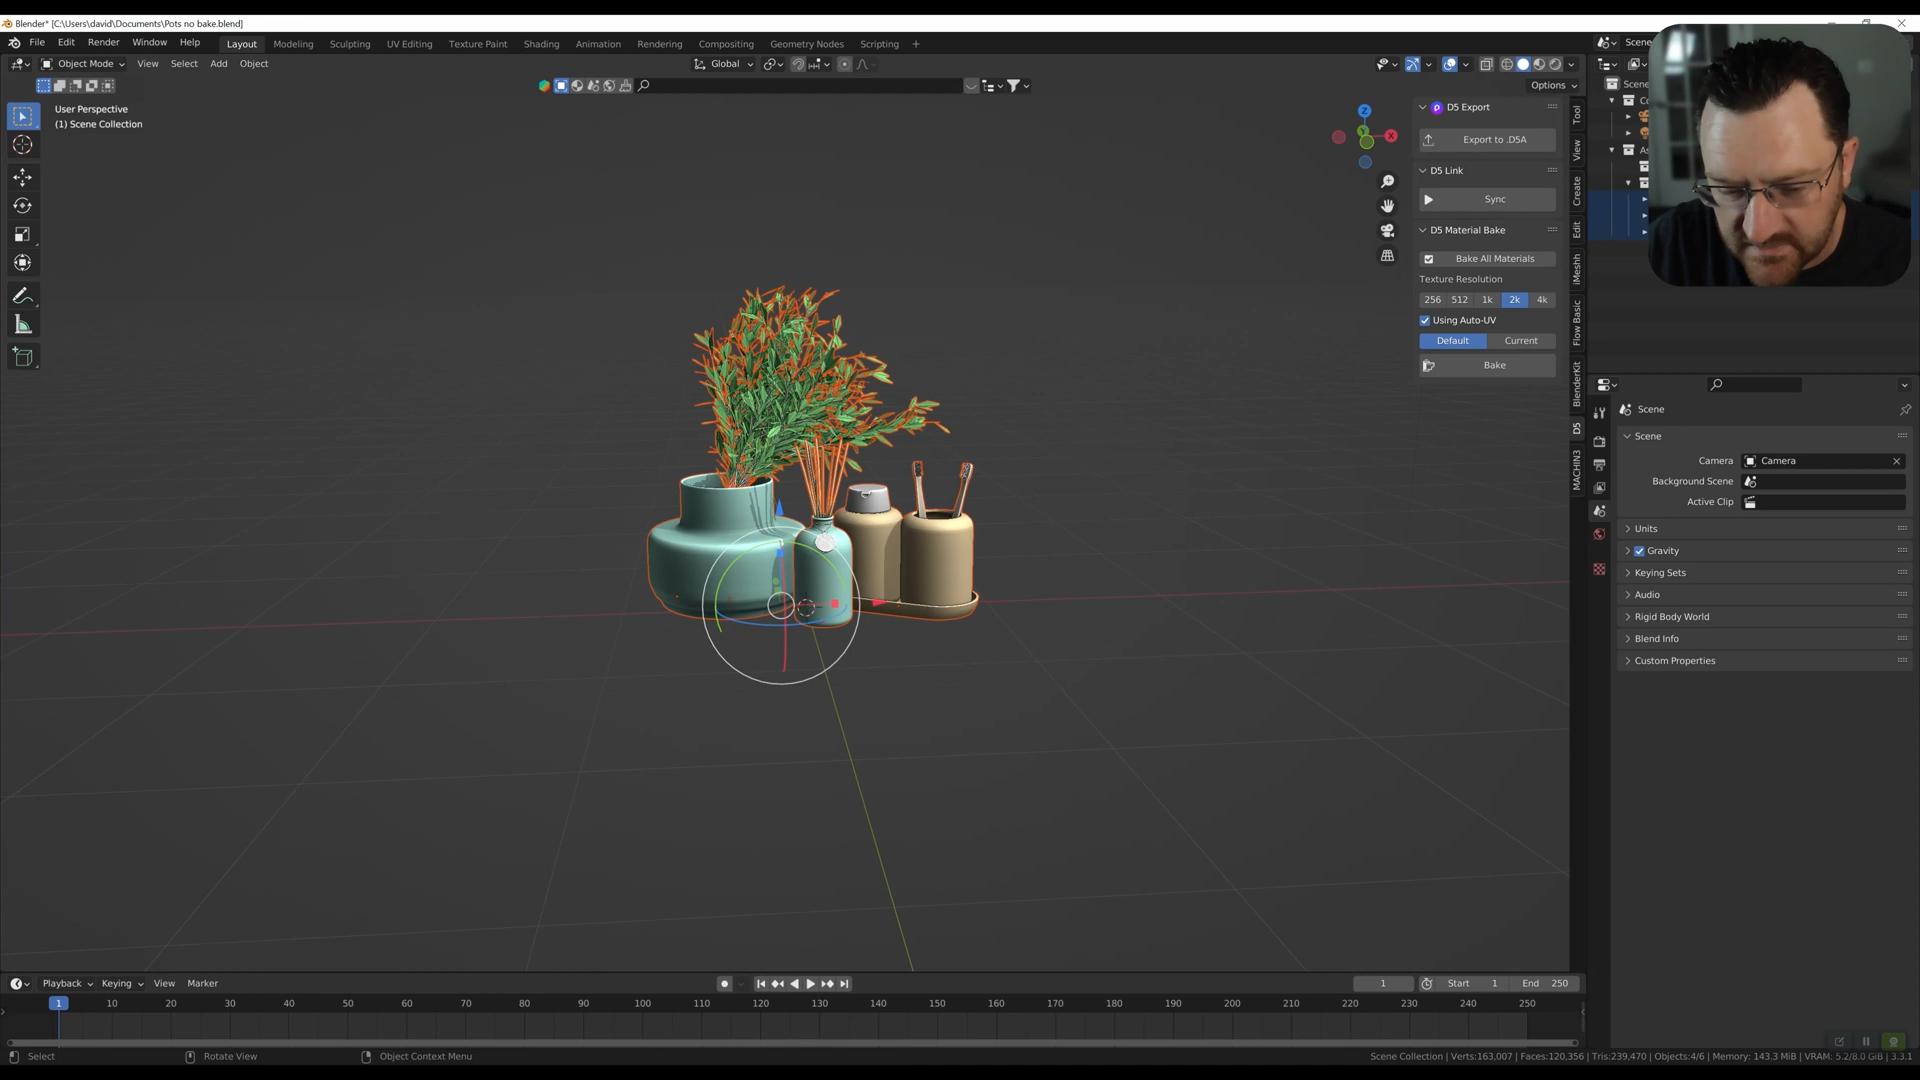 Blender* [C:\Users\david\Documents\Pots no bake.blend]
File Edit Render Window Help Layout Modeling Sculpting UV Editing Texture Paint Shading Animation Rendering Compositing Geometry Nodes Scripting + Scene
Object Mode View Select Add Object Global
Options
User Perspective
(1) Scene Collection
Z
X
Y
D5 Export
Export to .D5A
D5 Link
Sync
D5 Material Bake
Bake All Materials
Texture Resolution
256 512 1k 2k 4k
Using Auto-UV
Default Current
Bake
Tool
View
Create
Edit
iMeshh
Flow Basic
BlenderKit
D5
MACHIN3
Scene
Scene
Camera Camera
Background Scene
Active Clip
Units
Gravity
Keying Sets
Audio
Rigid Body World
Blend Info
Custom Properties
Playback Keying View Marker 1 Start 1 End 250
1 10 20 30 40 50 60 70 80 90 100 110 120 130 140 150 160 170 180 190 200 210 220 230 240 250
Select Rotate View Object Context Menu Scene Collection | Verts:163,007 | Faces:120,356 | Tris:239,470 | Objects:4/6 | Memory: 143.3 MiB | VRAM: 5.2/8.0 GiB | 3.3.1